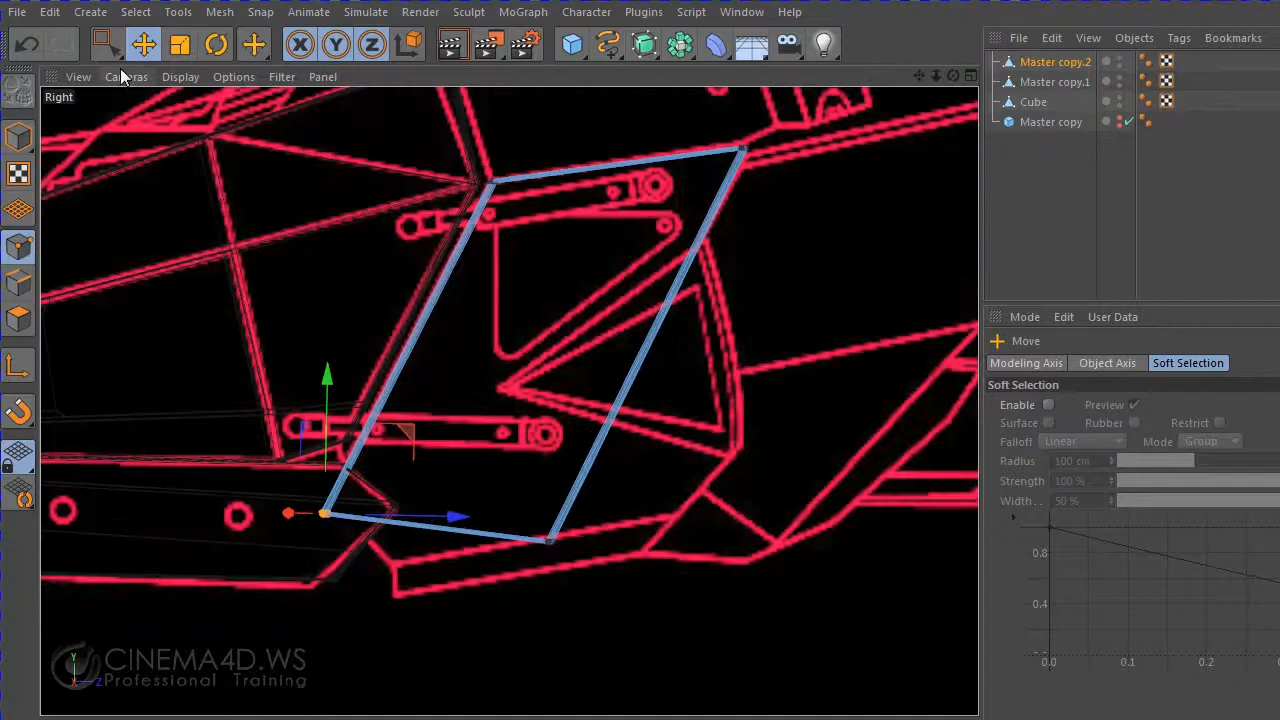 File Edit Create Select Tools Mesh Snap Animate Simulate Render Sculpt MoGraph Character Plugins Script Window Help
X Y Z
File Edit View Objects Tags Bookmarks
View Cameras Display Options Filter Panel
Right
Master copy.2
Master copy.1
Cube
Master copy
Mode Edit User Data
Move
Modeling Axis Object Axis Soft Selection
Soft Selection
Enable Preview
Surface Rubber Restrict
Falloff Linear Mode Group
Radius 100 cm
Strength 100 %
Width . . 50 %
0.8
0.4
0.0 0.1 0.2
CINEMA4D.WS
Professional Training
Y
X Z